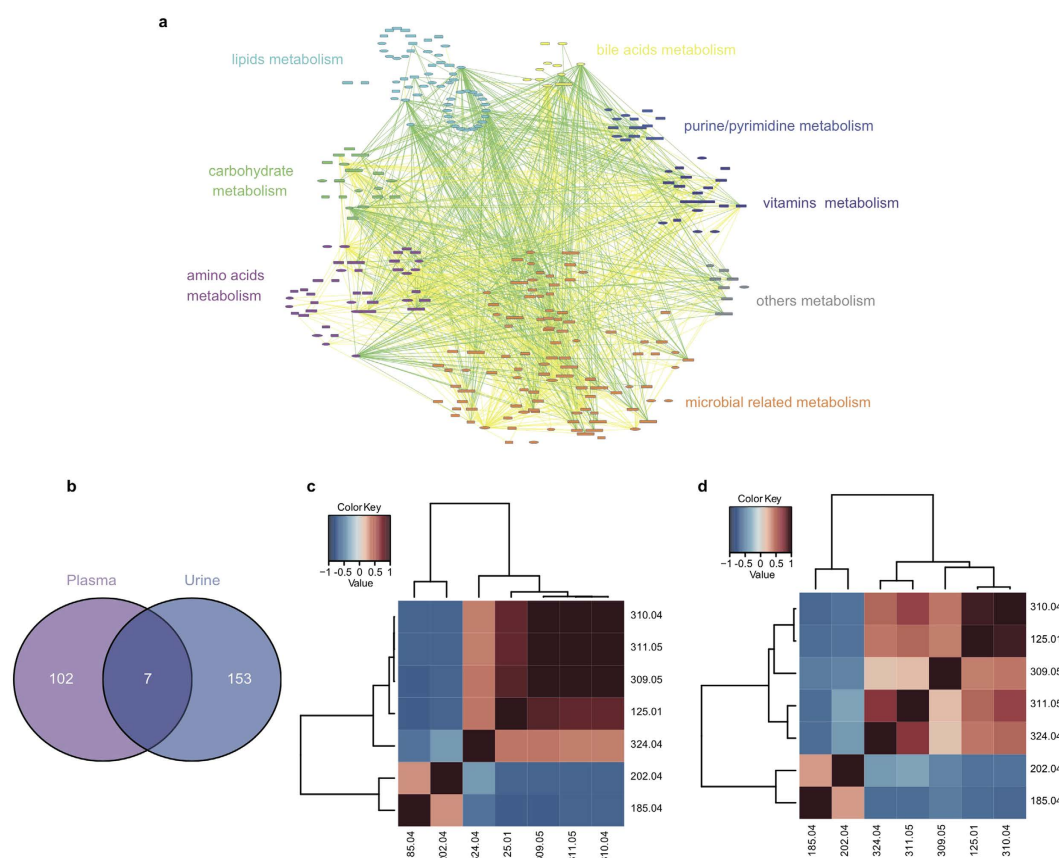 a
lipids metabolism
bile acids metabolism
purine/pyrimidine metabolism
carbohydrate
metabolism
vitamins metabolism
amino acids
metabolism
others metabolism
microbial related metabolism
b
Plasma
Urine
102
7
153
c
Color Key
−1 -0.5 0 0.5 1
Value
310.04
311.05
309.05
125.01
324.04
202.04
185.04
d
Color Key
−1 -0.5 0 0.5 1
Value
310.04
125.01
309.05
311.05
324.04
202.04
185.04
185.04 202.04 324.04 311.05 309.05 125.01 310.04